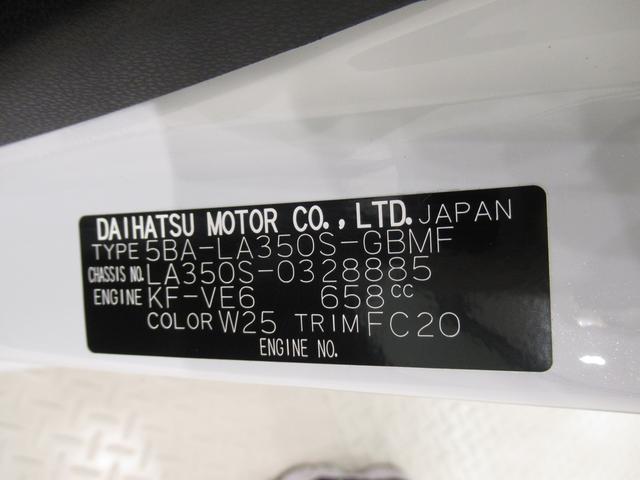 DAIHATSU MOTOR CO.,LTD. JAPAN
TYPE 5BA-LA350S-GBMF
CHASSIS NO. LA350S-0328885
ENGINE KF-VE6 658cc
COLOR W25 TRIM FC20
ENGINE NO.